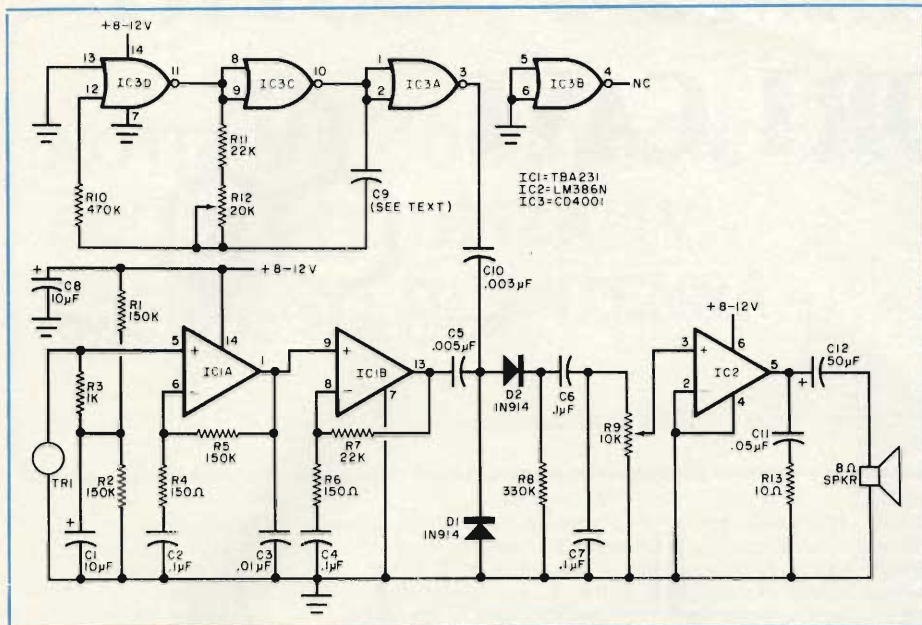 +8-12V
13
14
12
11
7
IC3D
8
9
10
IC3C
1
2
3
IC3A
5
6
4
IC3B
NC
R10
470K
R11
22K
R12
20K
C9
(SEE TEXT)
IC1=TBA231
IC2=LM386N
IC3=CD4001
C10
.003µF
+
C8
10µF
R1
150K
+8-12V
5
+
14
1
6
-
IC1A
9
+
13
8
-
7
IC1B
C5
.005µF
D2
1N914
C6
.1µF
+8-12V
3
+
6
5
2
-
4
IC2
+
C12
50µF
R3
1K
R5
150K
R7
22K
R9
10K
C11
.05µF
8Ω
SPKR
TR1
R2
150K
R4
150Ω
R6
150Ω
R8
330K
R13
10Ω
+
C1
10µF
C2
.1µF
C3
.01µF
C4
.1µF
D1
1N914
C7
.1µF